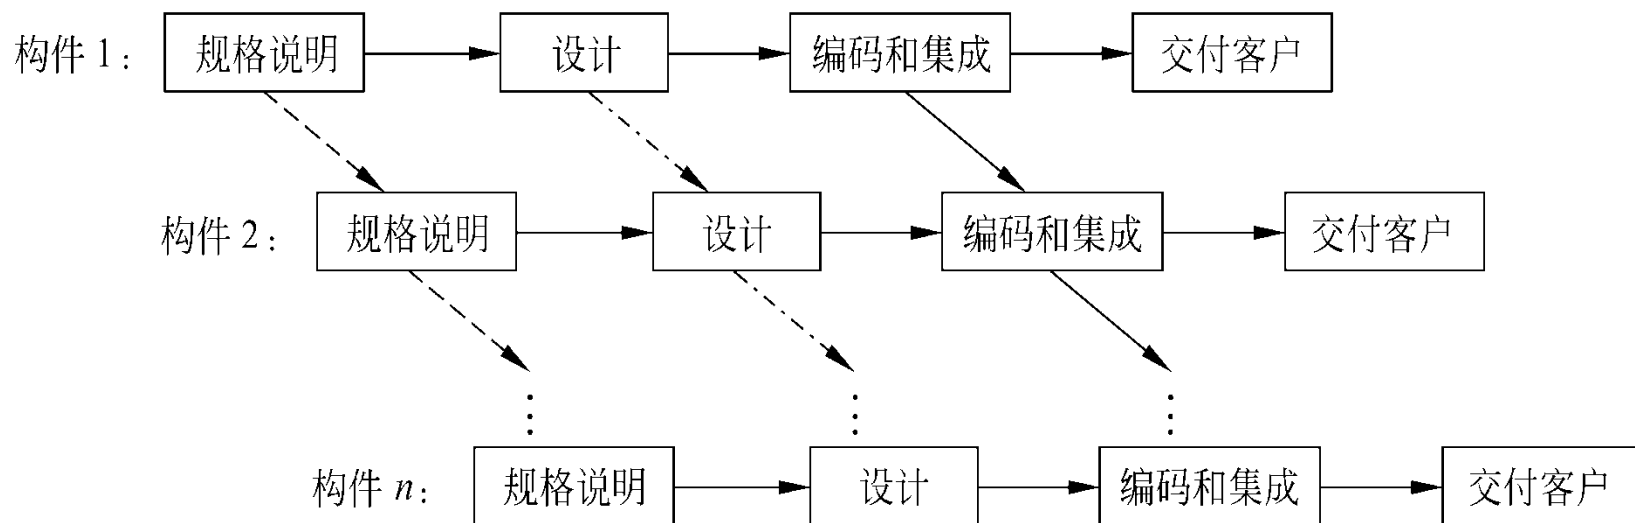 构件 1： 规格说明 设计 编码和集成 交付客户
构件 2： 规格说明 设计 编码和集成 交付客户
构件 n： 规格说明 设计 编码和集成 交付客户